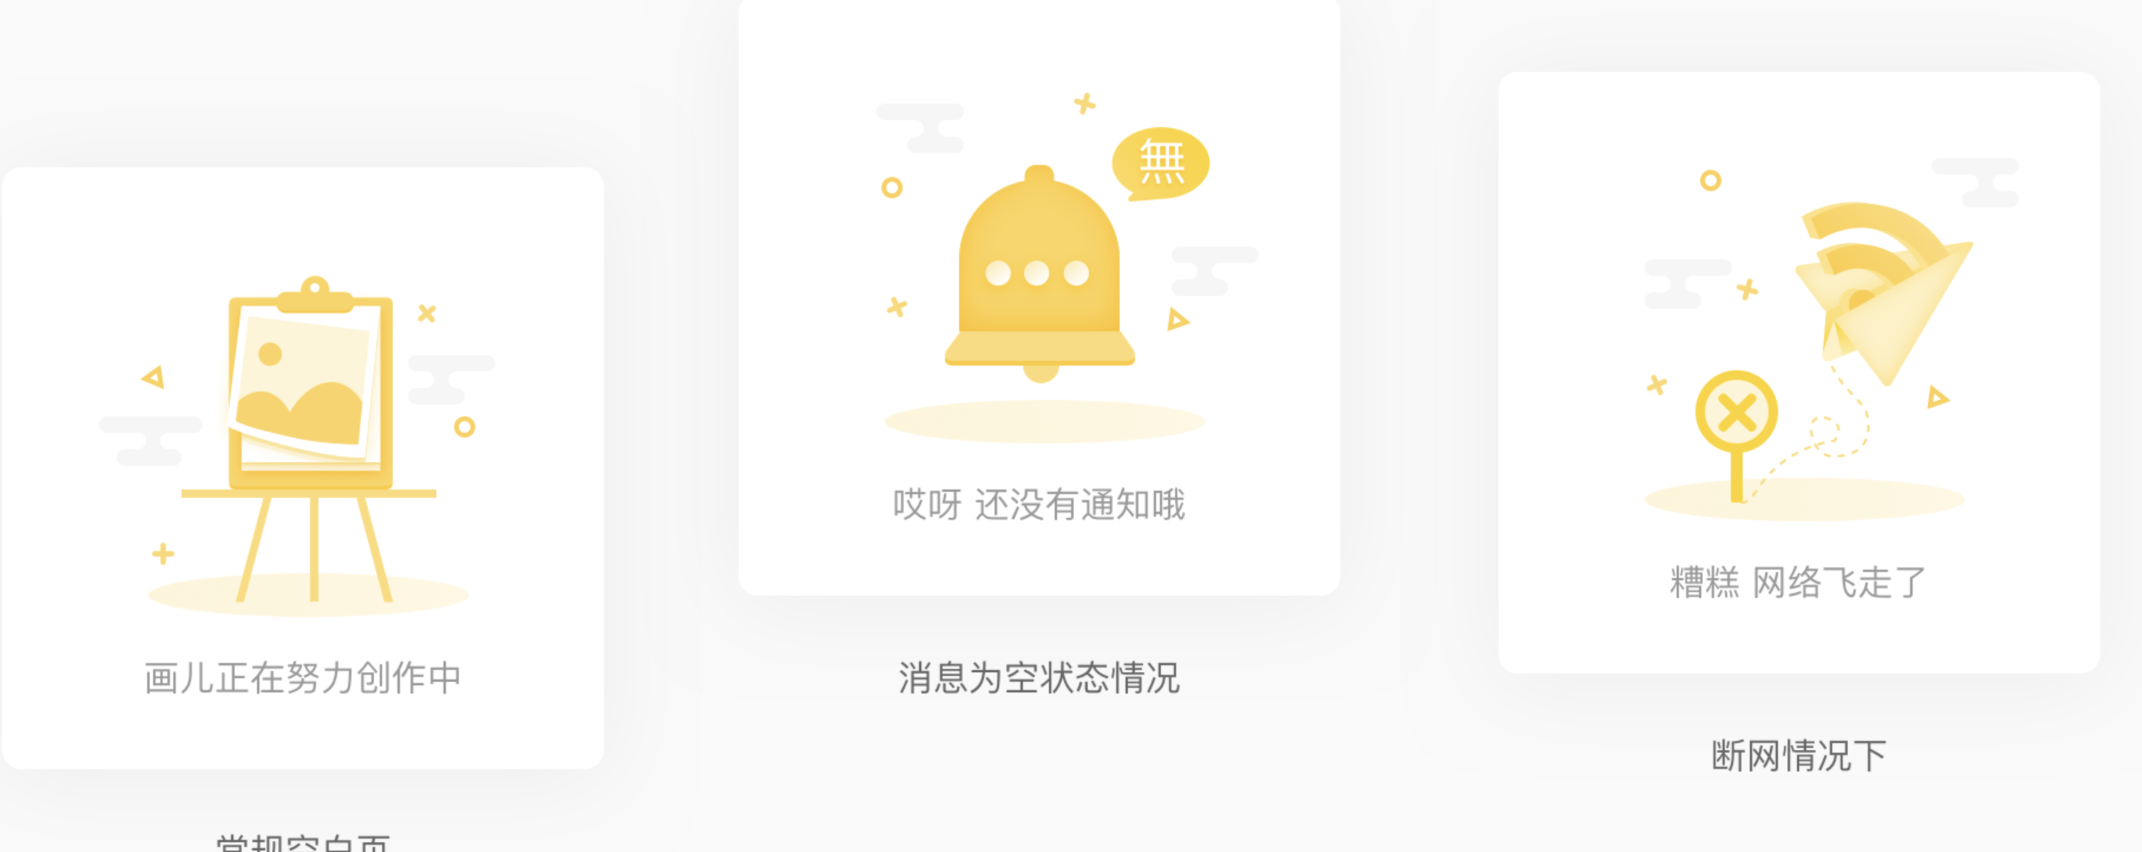 無
哎呀 还没有通知哦
消息为空状态情况
糟糕 网络飞走了
断网情况下
画儿正在努力创作中
常规空白页